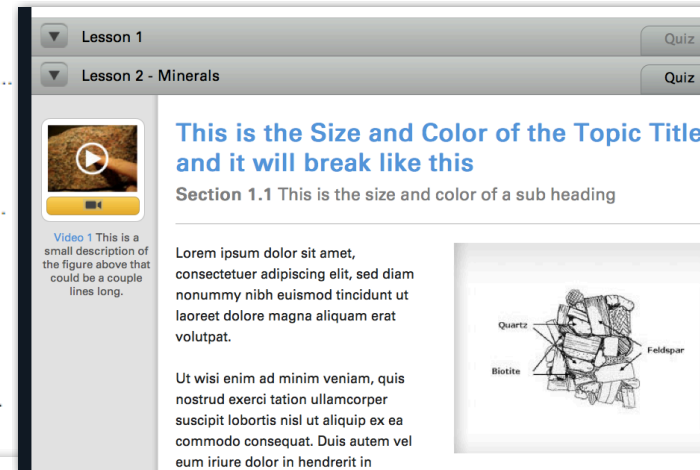 Lesson 1
Quiz
Lesson 2 - Minerals
Quiz
This is the Size and Color of the Topic Title
and it will break like this
Section 1.1 This is the size and color of a sub heading
Video 1 This is a
small description of
the figure above that
could be a couple
lines long.
Lorem ipsum dolor sit amet,
consectetuer adipiscing elit, sed diam
nonummy nibh euismod tincidunt ut
laoreet dolore magna aliquam erat
volutpat.
Ut wisi enim ad minim veniam, quis
nostrud exerci tation ullamcorper
suscipit lobortis nisl ut aliquip ex ea
commodo consequat. Duis autem vel
eum iriure dolor in hendrerit in
Quartz
Feldspar
Biotite